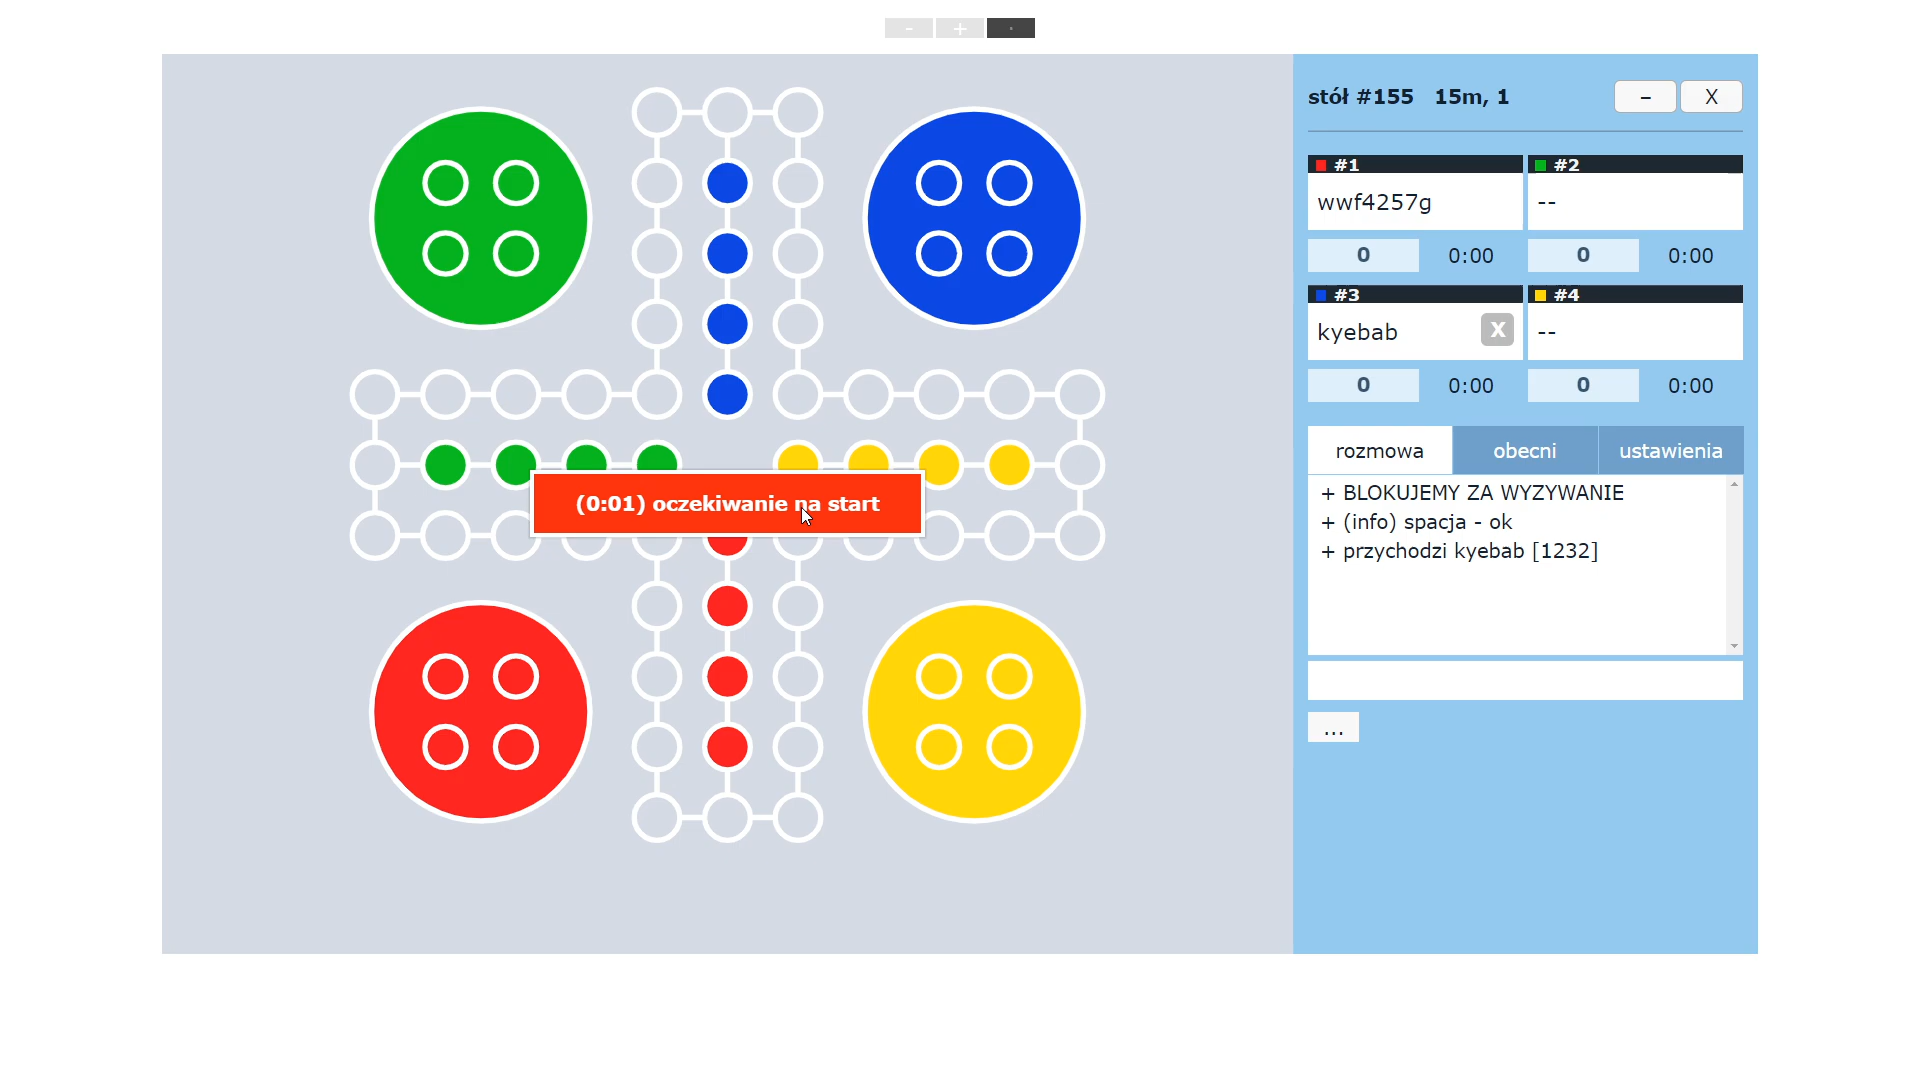 - + ·
stół #155 15m, 1 – X
#1 #2
wwf4257g --
0 0:00 0 0:00
#3 #4
kyebab X --
0 0:00 0 0:00
rozmowa obecni ustawienia
+ BLOKUJEMY ZA WYZYWANIE
+ (info) spacja - ok
+ przychodzi kyebab [1232]
(0:01) oczekiwanie na start
...